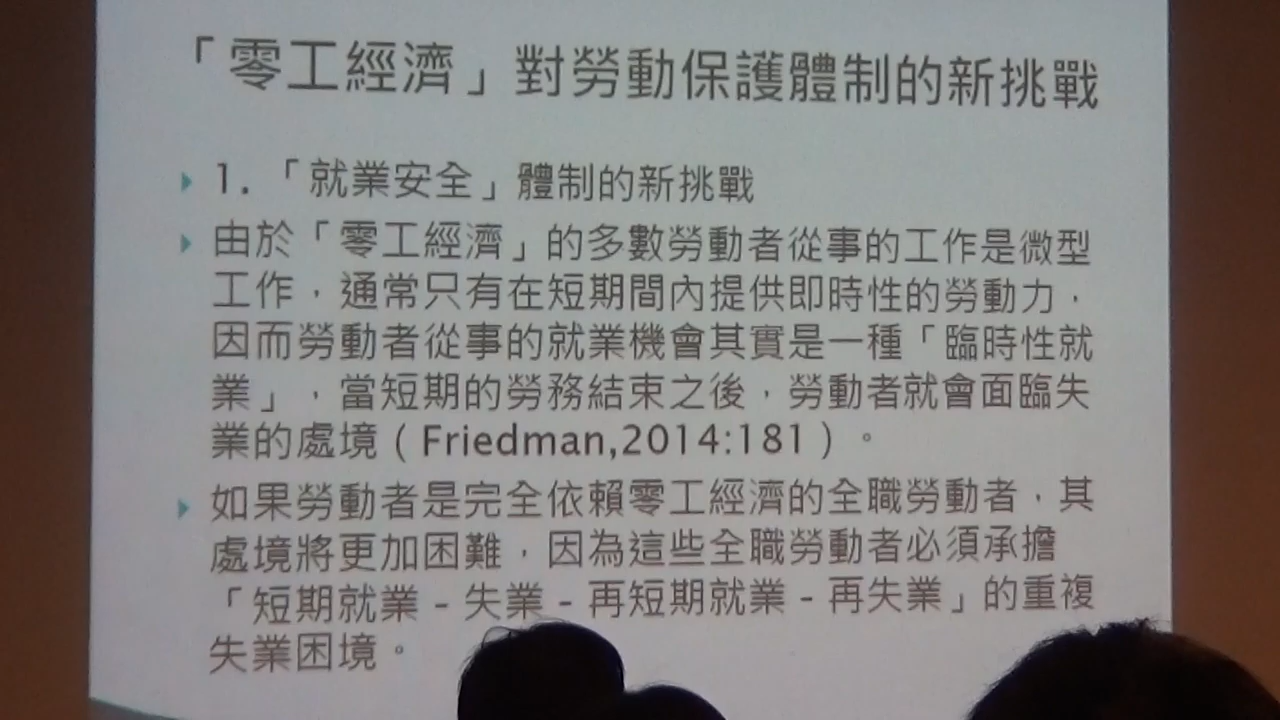 「零工經濟」對勞動保護體制的新挑戰
1. 「就業安全」體制的新挑戰
由於「零工經濟」的多數勞動者從事的工作是微型
工作，通常只有在短期間內提供即時性的勞動力，
因而勞動者從事的就業機會其實是一種「臨時性就
業」，當短期的勞務結束之後，勞動者就會面臨失
業的處境（Friedman,2014:181）。
如果勞動者是完全依賴零工經濟的全職勞動者，其
處境將更加困難，因為這些全職勞動者必須承擔
「短期就業－失業－再短期就業－再失業」的重複
失業困境。